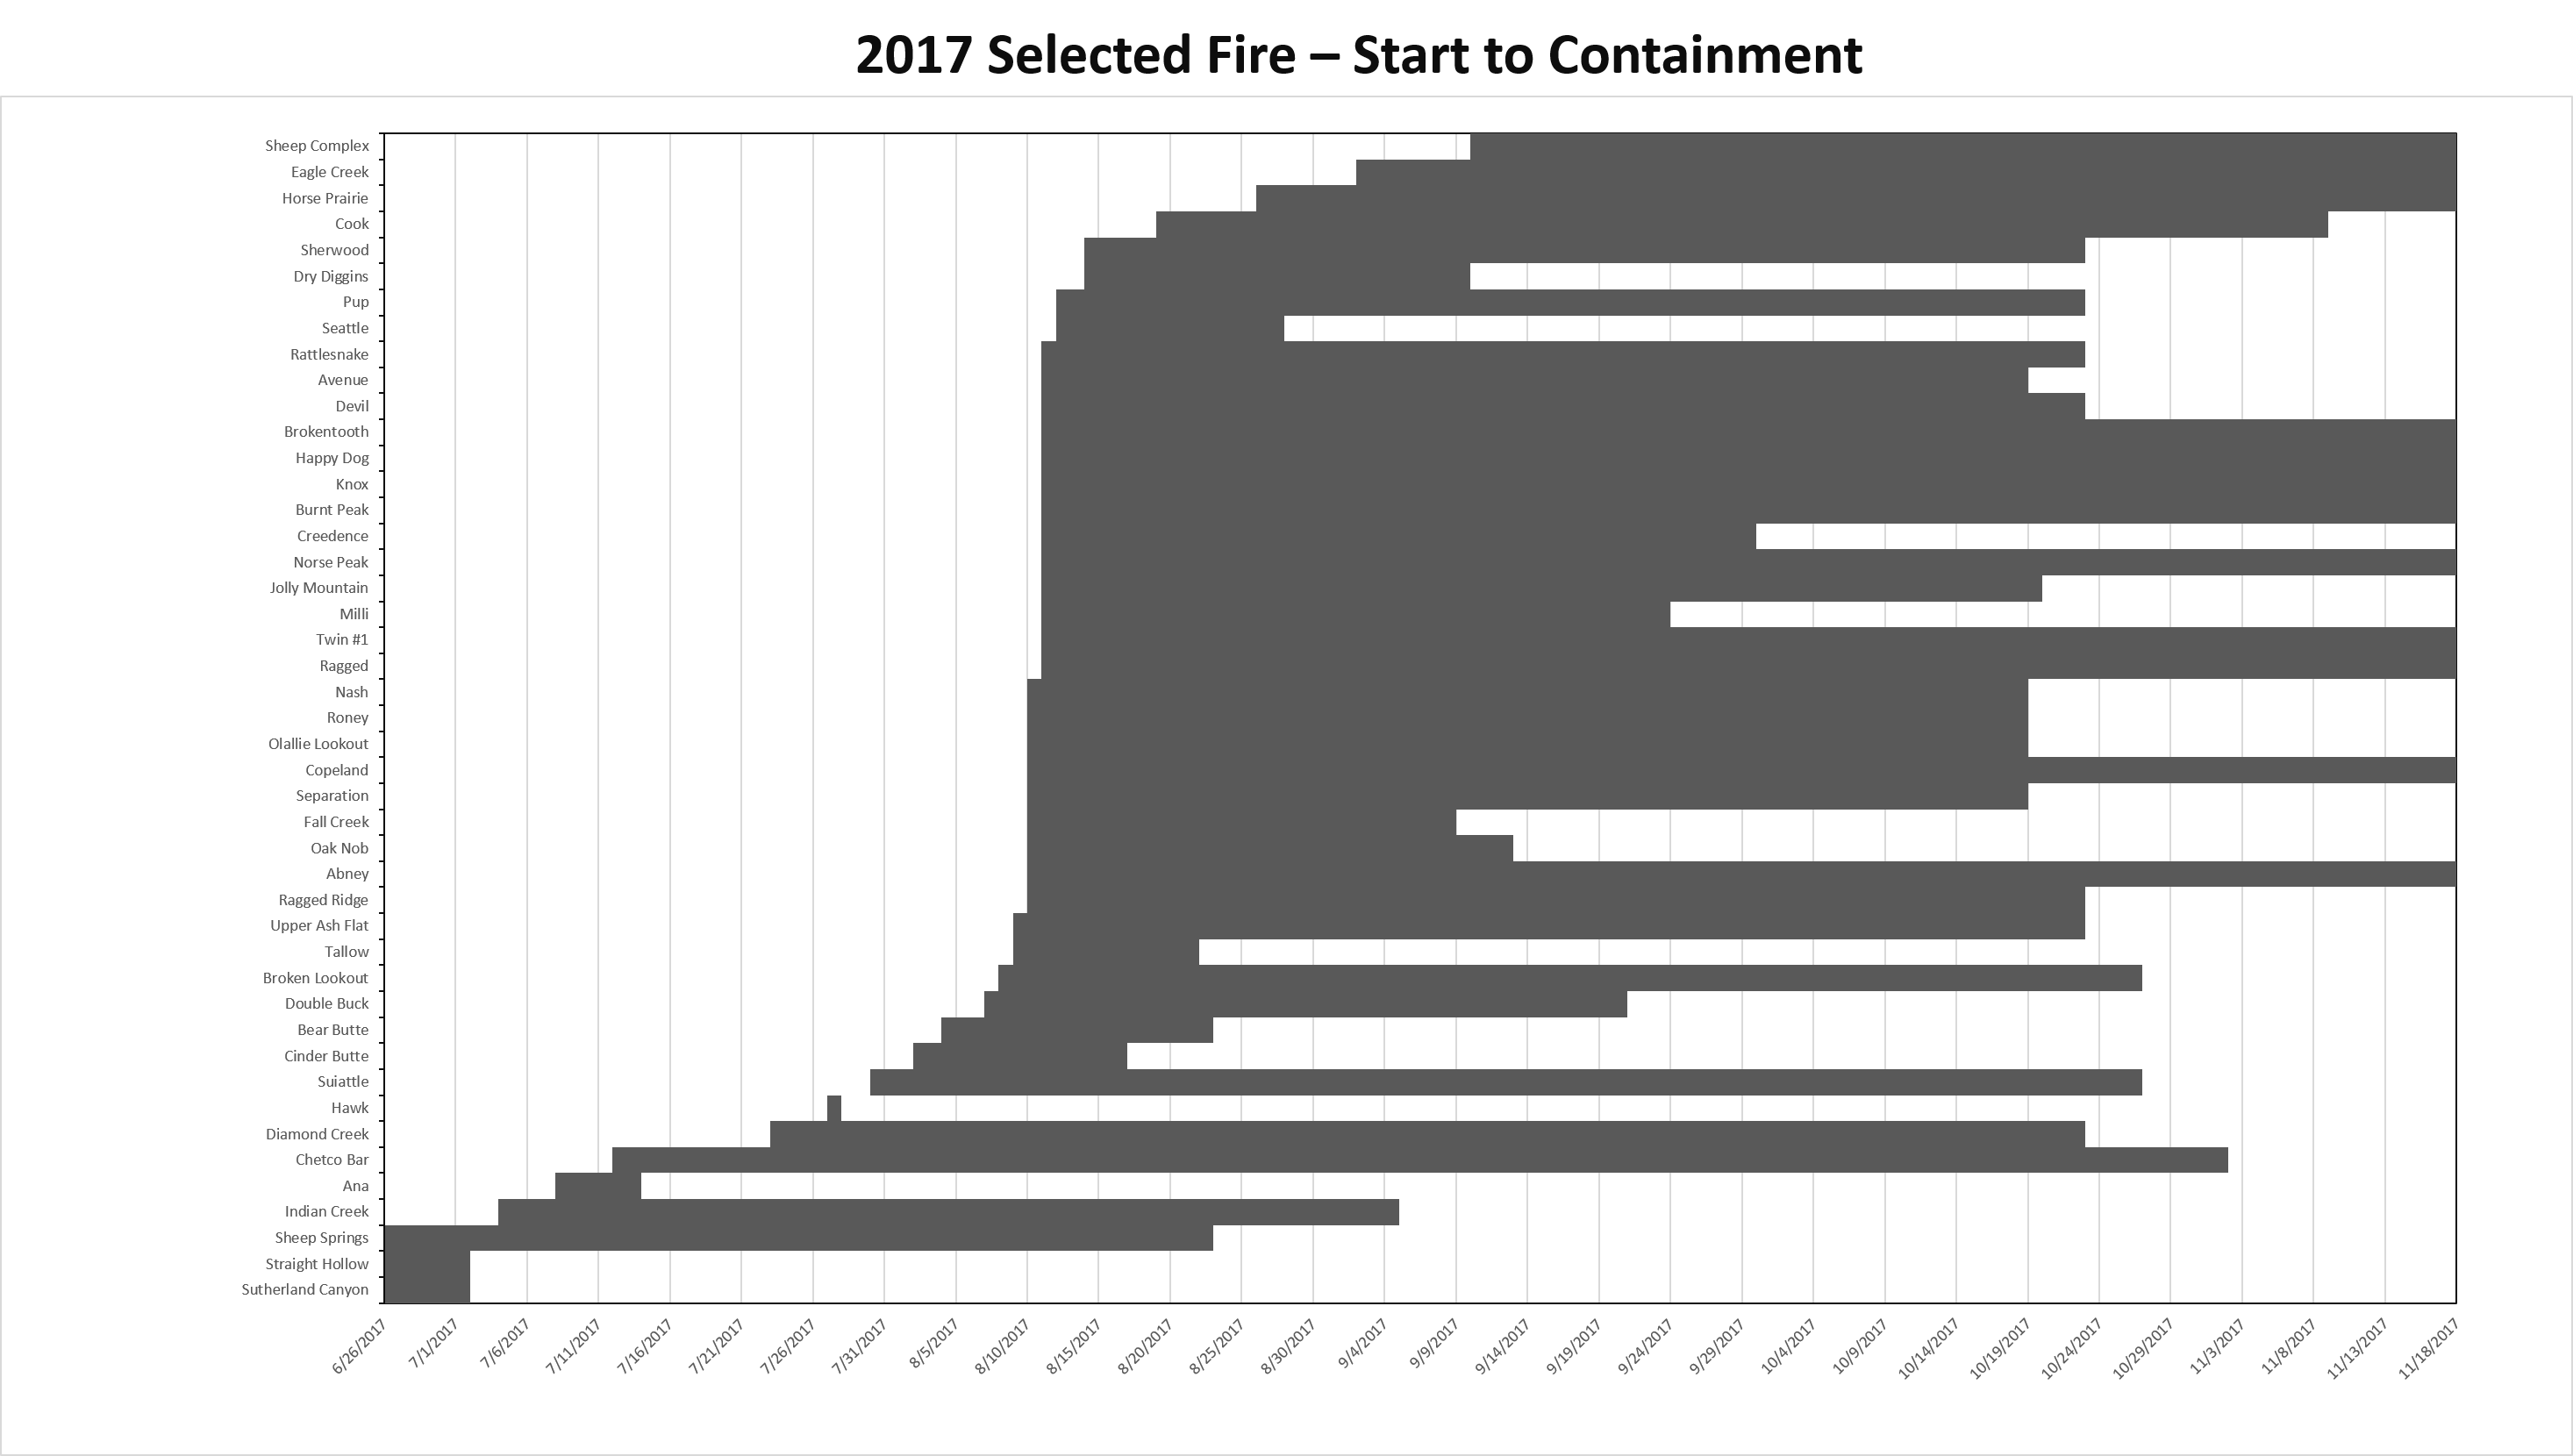 2017 Selected Fire – Start to Containment
Sheep Complex
Eagle Creek
Horse Prairie
Cook
Sherwood
Dry Diggins
Pup
Seattle
Rattlesnake
Avenue
Devil
Brokentooth
Happy Dog
Knox
Burnt Peak
Creedence
Norse Peak
Jolly Mountain
Milli
Twin #1
Ragged
Nash
Roney
Olallie Lookout
Copeland
Separation
Fall Creek
Oak Nob
Abney
Ragged Ridge
Upper Ash Flat
Tallow
Broken Lookout
Double Buck
Bear Butte
Cinder Butte
Suiattle
Hawk
Diamond Creek
Chetco Bar
Ana
Indian Creek
Sheep Springs
Straight Hollow
Sutherland Canyon
6/26/2017
7/1/2017
7/6/2017
7/11/2017
7/16/2017
7/21/2017
7/26/2017
7/31/2017
8/5/2017
8/10/2017
8/15/2017
8/20/2017
8/25/2017
8/30/2017
9/4/2017
9/9/2017
9/14/2017
9/19/2017
9/24/2017
9/29/2017
10/4/2017
10/9/2017
10/14/2017
10/19/2017
10/24/2017
10/29/2017
11/3/2017
11/8/2017
11/13/2017
11/18/2017